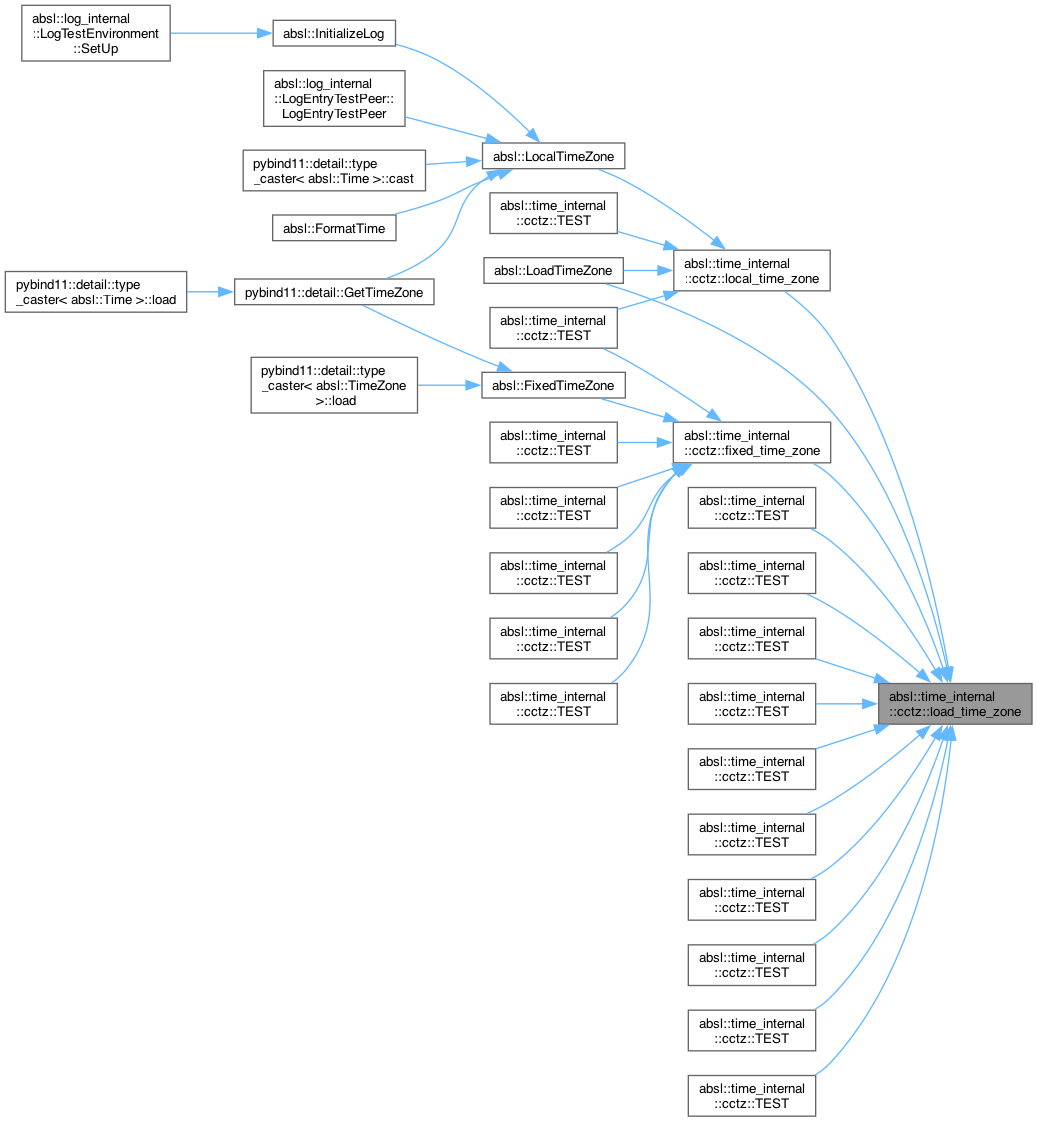 absl::log_internal
::LogTestEnvironment
::SetUp
absl::InitializeLog
absl::log_internal
::LogEntryTestPeer::
LogEntryTestPeer
absl::LocalTimeZone
pybind11::detail::type
_caster< absl::Time >::cast
absl::FormatTime
absl::time_internal
::cctz::TEST
absl::time_internal
::cctz::local_time_zone
absl::LoadTimeZone
pybind11::detail::type
_caster< absl::Time >::load
pybind11::detail::GetTimeZone
absl::time_internal
::cctz::TEST
pybind11::detail::type
_caster< absl::TimeZone
>::load
absl::FixedTimeZone
absl::time_internal
::cctz::TEST
absl::time_internal
::cctz::fixed_time_zone
absl::time_internal
::cctz::TEST
absl::time_internal
::cctz::TEST
absl::time_internal
::cctz::TEST
absl::time_internal
::cctz::TEST
absl::time_internal
::cctz::TEST
absl::time_internal
::cctz::TEST
absl::time_internal
::cctz::TEST
absl::time_internal
::cctz::TEST
absl::time_internal
::cctz::load_time_zone
absl::time_internal
::cctz::TEST
absl::time_internal
::cctz::TEST
absl::time_internal
::cctz::TEST
absl::time_internal
::cctz::TEST
absl::time_internal
::cctz::TEST
absl::time_internal
::cctz::TEST